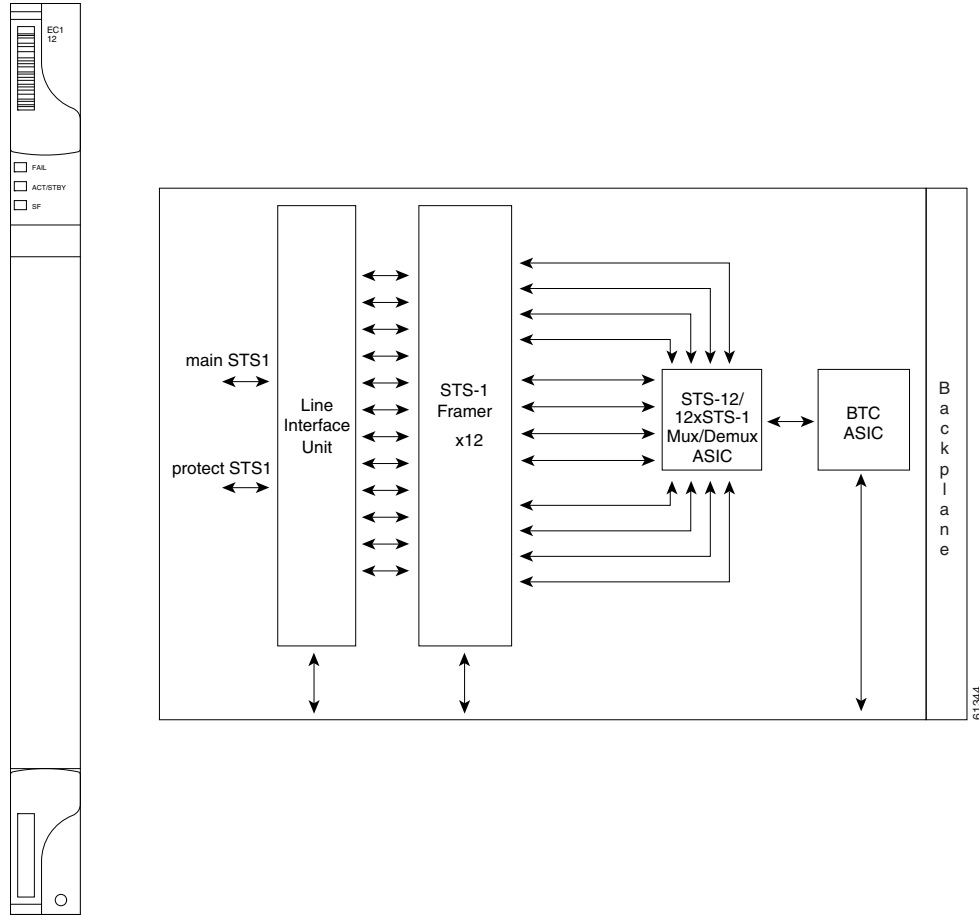 EC1
12
FAIL
ACT/STBY
SF
main STS1
protect STS1
Line
Interface
Unit
STS-1
Framer
x12
STS-12/
12xSTS-1
Mux/Demux
ASIC
BTC
ASIC
Backplane
61344